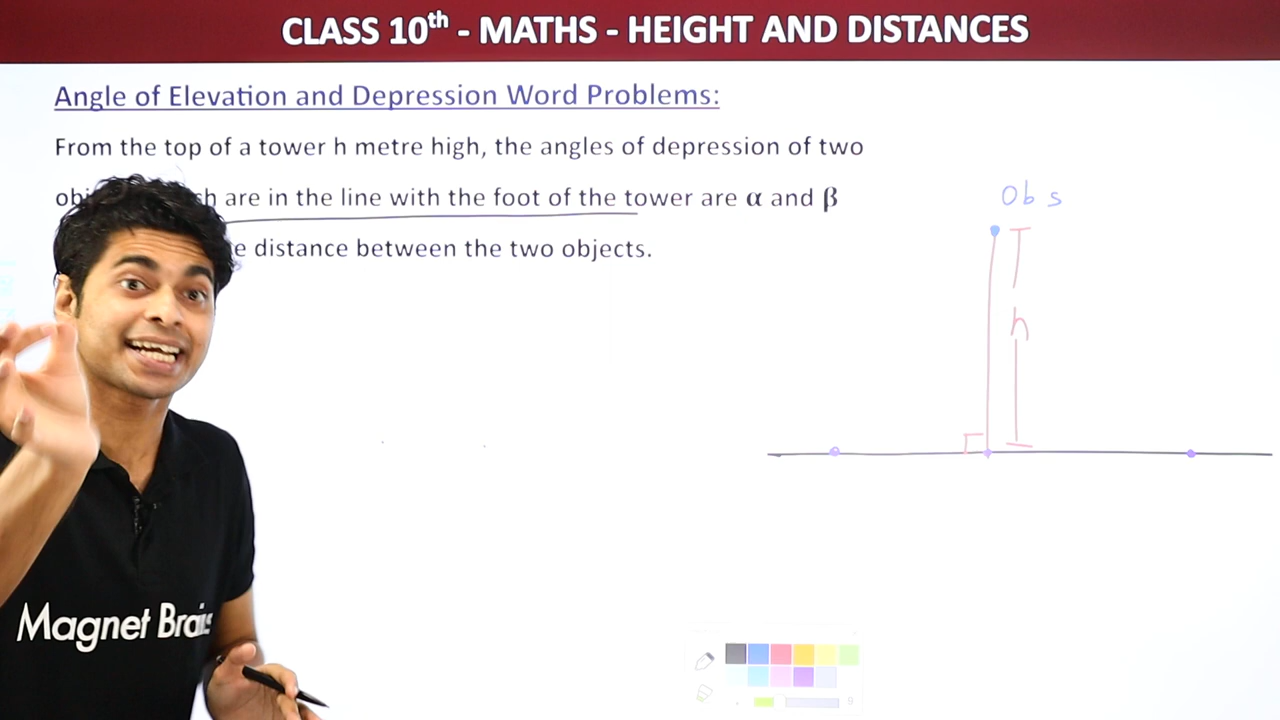 CLASS 10th - MATHS - HEIGHT AND DISTANCES
Angle of Elevation and Depression Word Problems:
From the top of a tower h metre high, the angles of depression of two
are in the line with the foot of the tower are α and β
distance between the two objects.
Obs
h
Magnet Brains
9